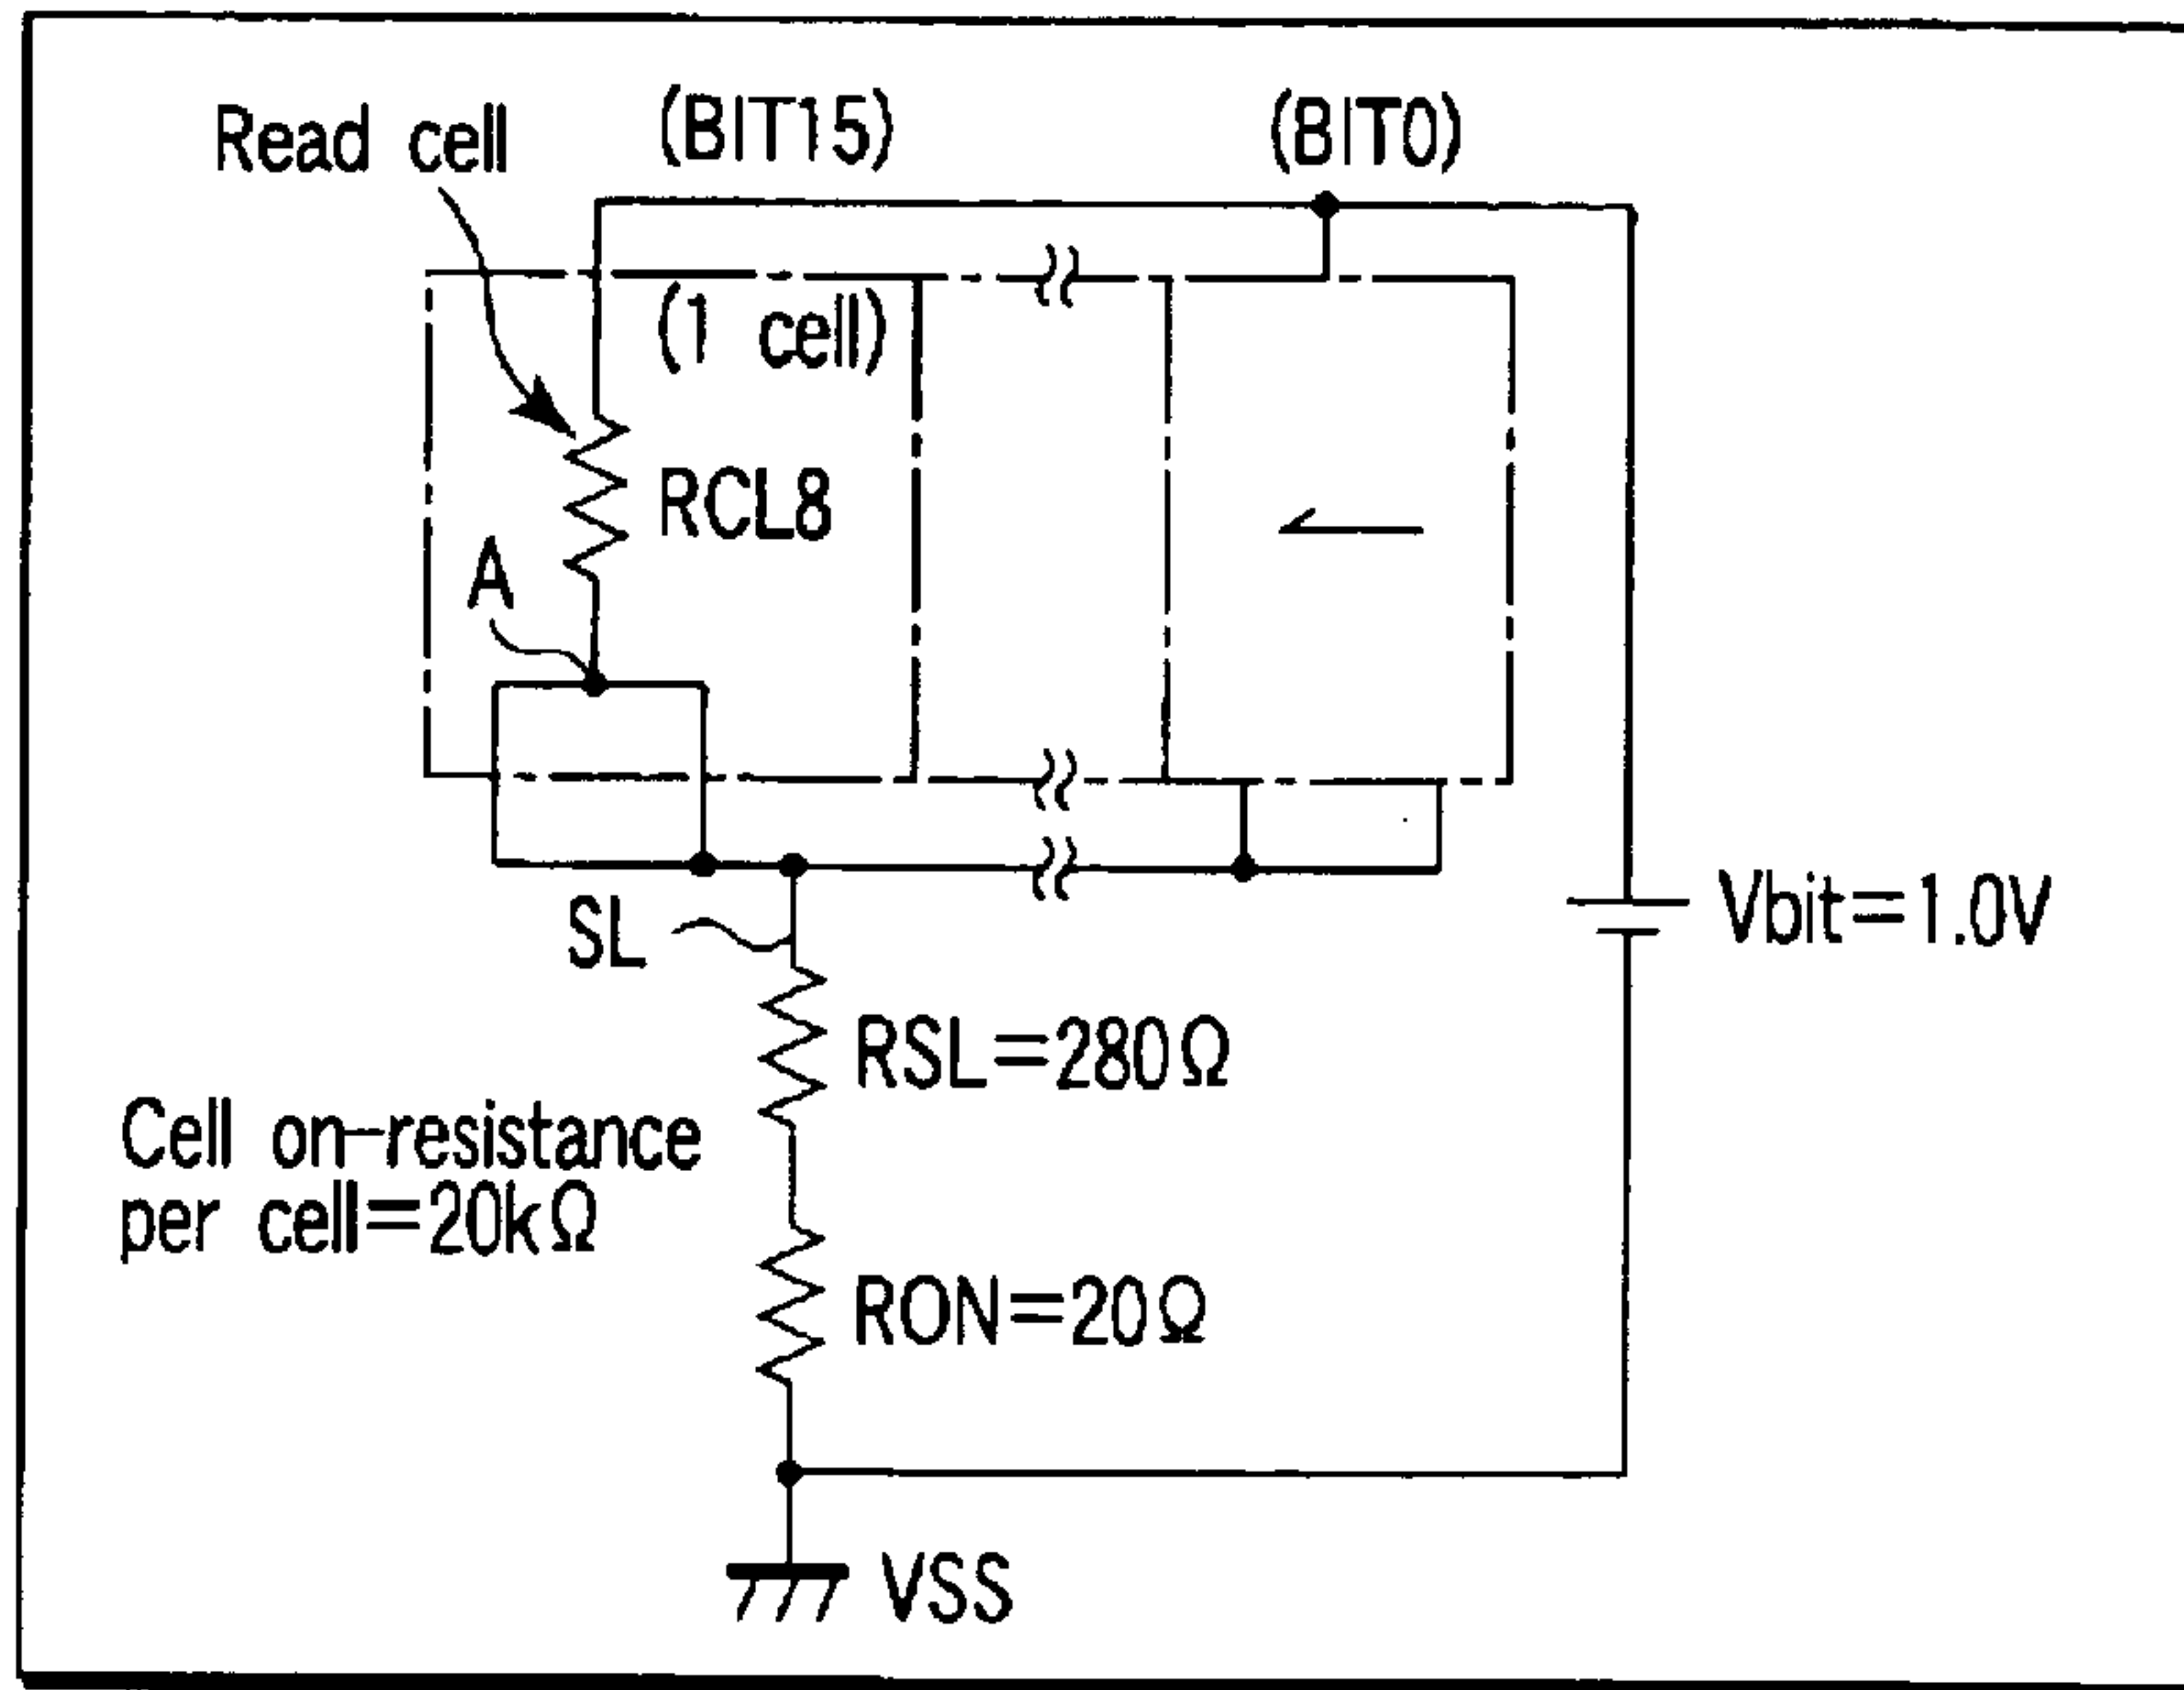 Read cell
(BIT15)
(BIT0)
(1 cell)
RCL8
A
SL
Vbit=1.0V
RSL=280Ω
Cell on-resistance
per cell=20kΩ
RON=20Ω
VSS